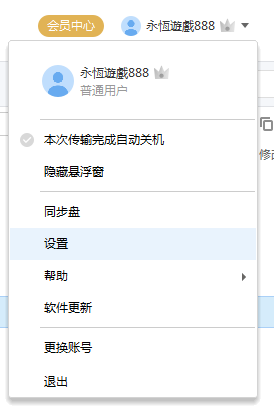 会员中心 永恆遊戲888
永恆遊戲888
普通用户
本次传输完成自动关机
隐藏悬浮窗
同步盘
设置
帮助
软件更新
更换账号
退出